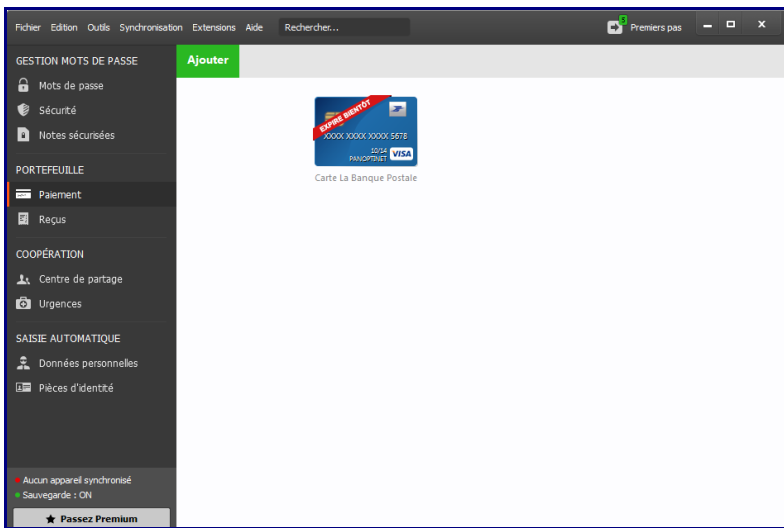 Fichier Edition Outils Synchronisation Extensions Aide Rechercher... 5 Premiers pas
GESTION MOTS DE PASSE
Mots de passe
Sécurité
Notes sécurisées
PORTEFEUILLE
Paiement
Reçus
COOPÉRATION
Centre de partage
Urgences
SAISIE AUTOMATIQUE
Données personnelles
Pièces d'identité
Aucun appareil synchronisé
Sauvegarde : ON
Passez Premium
Ajouter
EXPIRE BIENTÔT
XXXX XXXX XXXX 5678
10/14
PANOPTINET VISA
Carte La Banque Postale